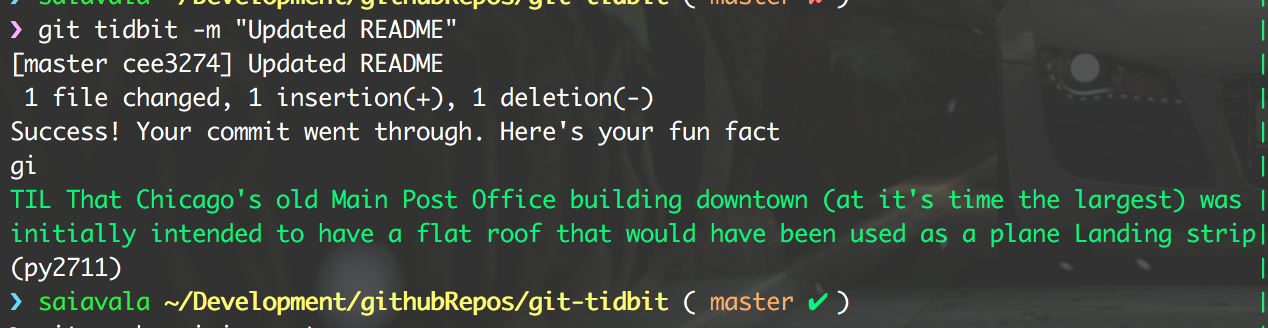 saiavala ~/Development/githubRepos/git-tidbit ( master ✘ )
❯ git tidbit -m "Updated README"
[master cee3274] Updated README
1 file changed, 1 insertion(+), 1 deletion(-)
Success! Your commit went through. Here's your fun fact
gi
TIL That Chicago's old Main Post Office building downtown (at it's time the largest) was
initially intended to have a flat roof that would have been used as a plane Landing strip
(py2711)
❯ saiavala ~/Development/githubRepos/git-tidbit ( master ✔ )